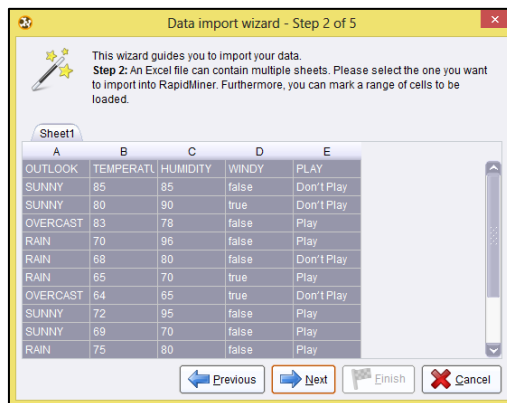 Data import wizard - Step 2 of 5
This wizard guides you to import your data.
Step 2: An Excel file can contain multiple sheets. Please select the one you want
to import into RapidMiner. Furthermore, you can mark a range of cells to be
loaded.
Sheet1
A B C D E
OUTLOOK TEMPERATU HUMIDITY WINDY PLAY
SUNNY 85 85 false Don't Play
SUNNY 80 90 true Don't Play
OVERCAST 83 78 false Play
RAIN 70 96 false Play
RAIN 68 80 false Don't Play
RAIN 65 70 true Play
OVERCAST 64 65 true Don't Play
SUNNY 72 95 false Play
SUNNY 69 70 false Play
RAIN 75 80 false Play
Previous Next Finish Cancel